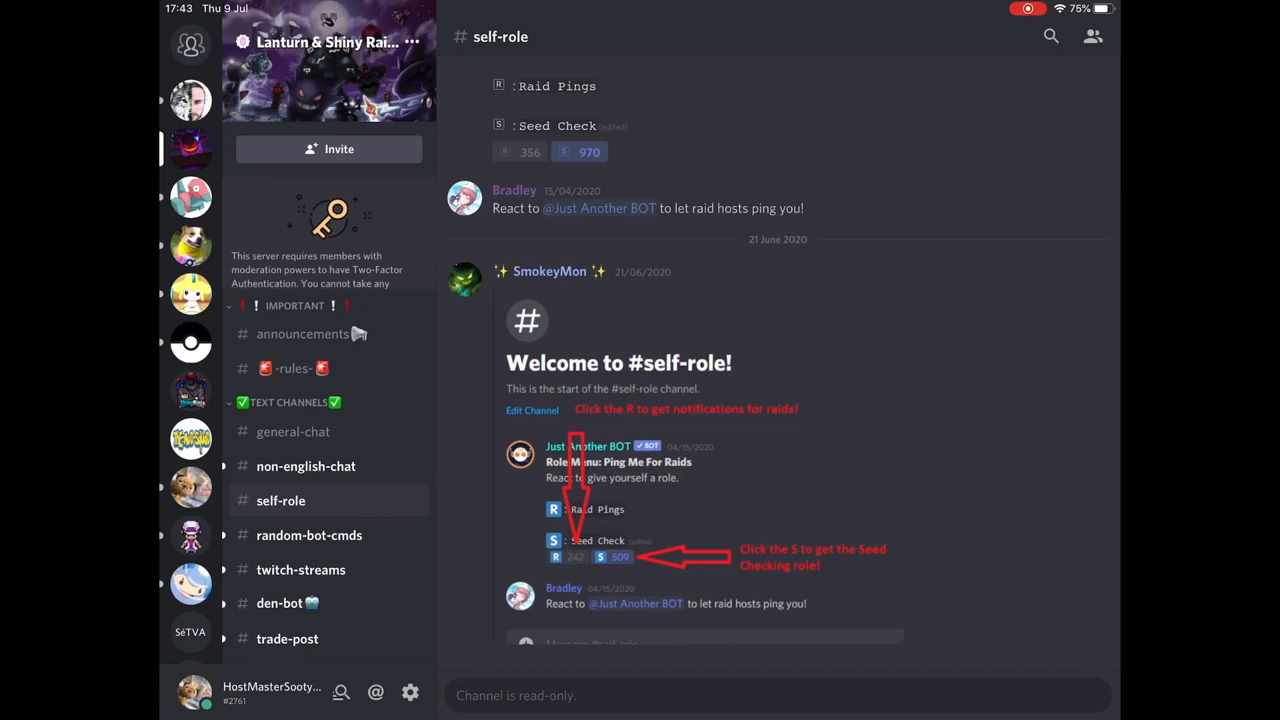 17:43 Thu 9 Jul
75%
Lanturn & Shiny Rai... ...
Invite
This server requires members with
moderation powers to have Two-Factor
Authentication. You cannot take any
❗❕ IMPORTANT ❕❗
# announcements📢
# 🚨-rules-🚨
✅TEXT CHANNELS✅
# general-chat
# non-english-chat
# self-role
# random-bot-cmds
# twitch-streams
# den-bot🤖
# trade-post
SéTVA
HostMasterSooty...
#2761
# self-role
R :Raid Pings
S :Seed Check (edited)
R 356 S 970
Bradley 15/04/2020
React to @Just Another BOT to let raid hosts ping you!
21 June 2020
✨ SmokeyMon ✨ 21/06/2020
#
Welcome to #self-role!
This is the start of the #self-role channel.
Edit Channel
Click the R to get notifications for raids!
Just Another BOT ✓ BOT 04/15/2020
Role Menu: Ping Me For Raids
React to give yourself a role.
R : Raid Pings
S : Seed Check (edited)
R 242 S 509
Click the S to get the Seed
Checking role!
Bradley 04/15/2020
React to @Just Another BOT to let raid hosts ping you!
Message #self-role
Channel is read-only.